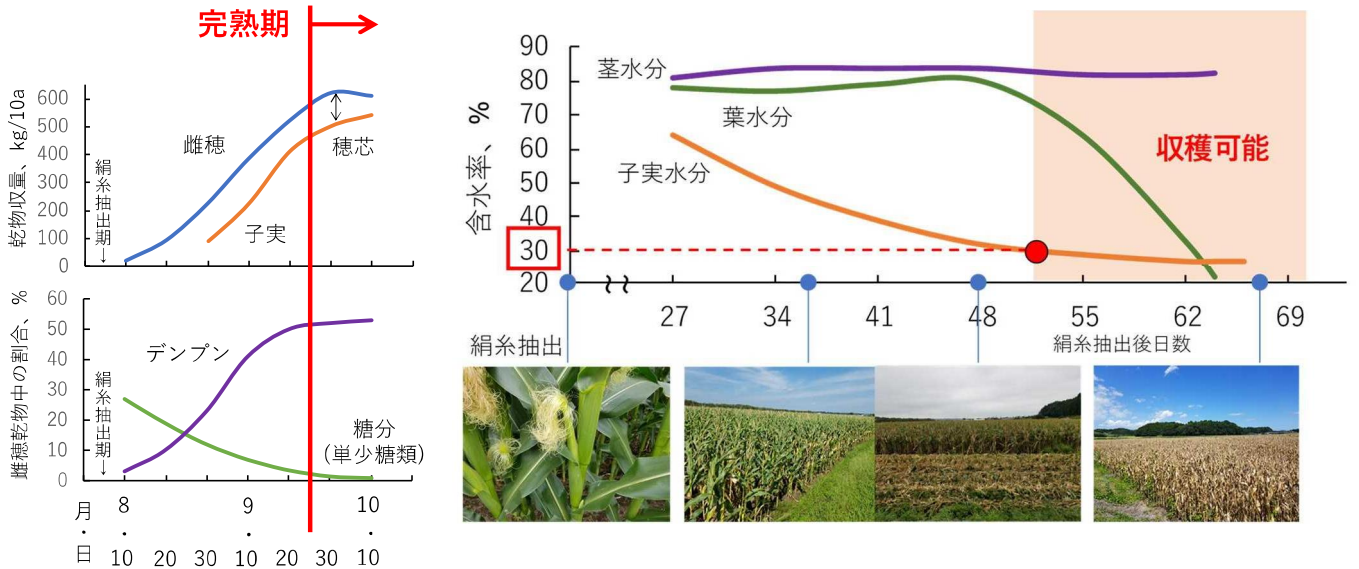 完熟期
乾物収量、kg/10a
600
500
400
300
200
100
0
絹糸抽出期
雌穂
穂芯
子実
雌穂乾物中の割合、%
60
50
40
30
20
10
0
絹糸抽出期
デンプン
糖分
(単少糖類)
月・日
8・10
20
30
9・10
20
30
10・10
含水率、%
90
80
70
60
50
40
30
20
茎水分
葉水分
子実水分
収穫可能
27
34
41
48
55
62
69
絹糸抽出
絹糸抽出後日数